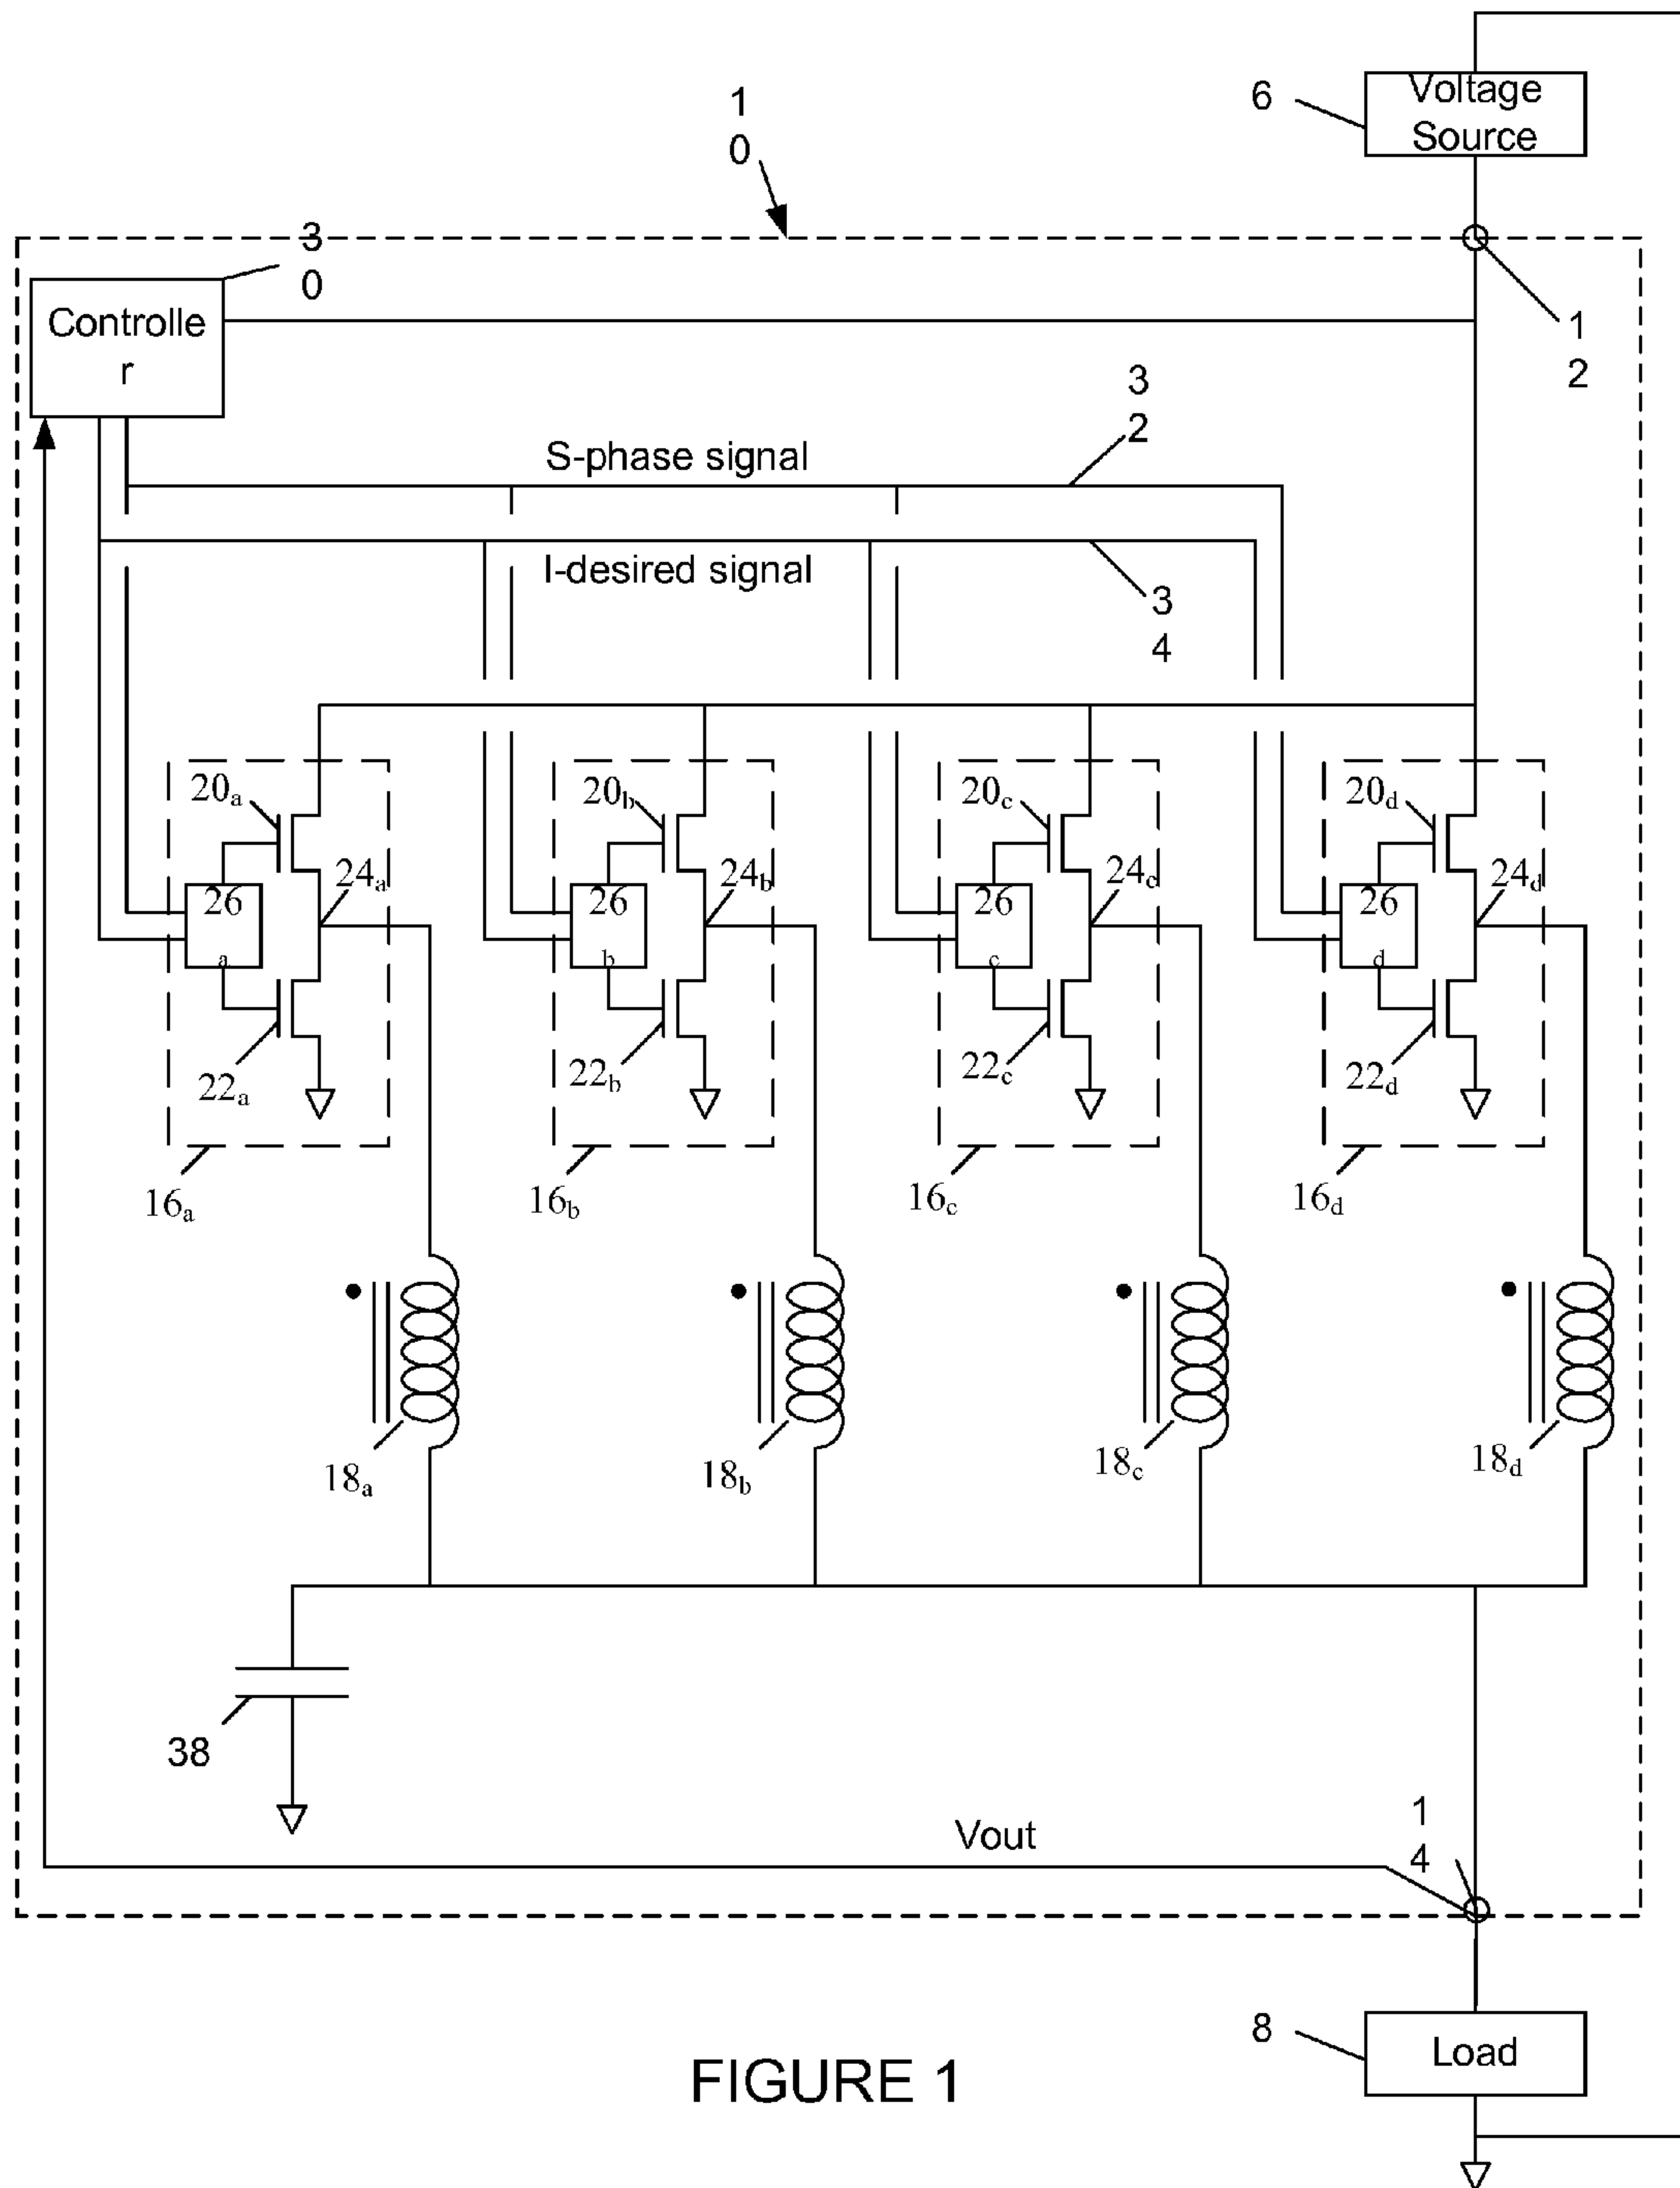 Voltage
Source
6
1
0
3
0
Controlle
r
1
2
3
2
S-phase signal
I-desired signal
3
4
20a
20b
20c
20d
24a
24b
24c
24d
26
a
26
b
26
c
26
d
22a
22b
22c
22d
16a
16b
16c
16d
18a
18b
18c
18d
38
Vout
1
4
8
Load
FIGURE 1